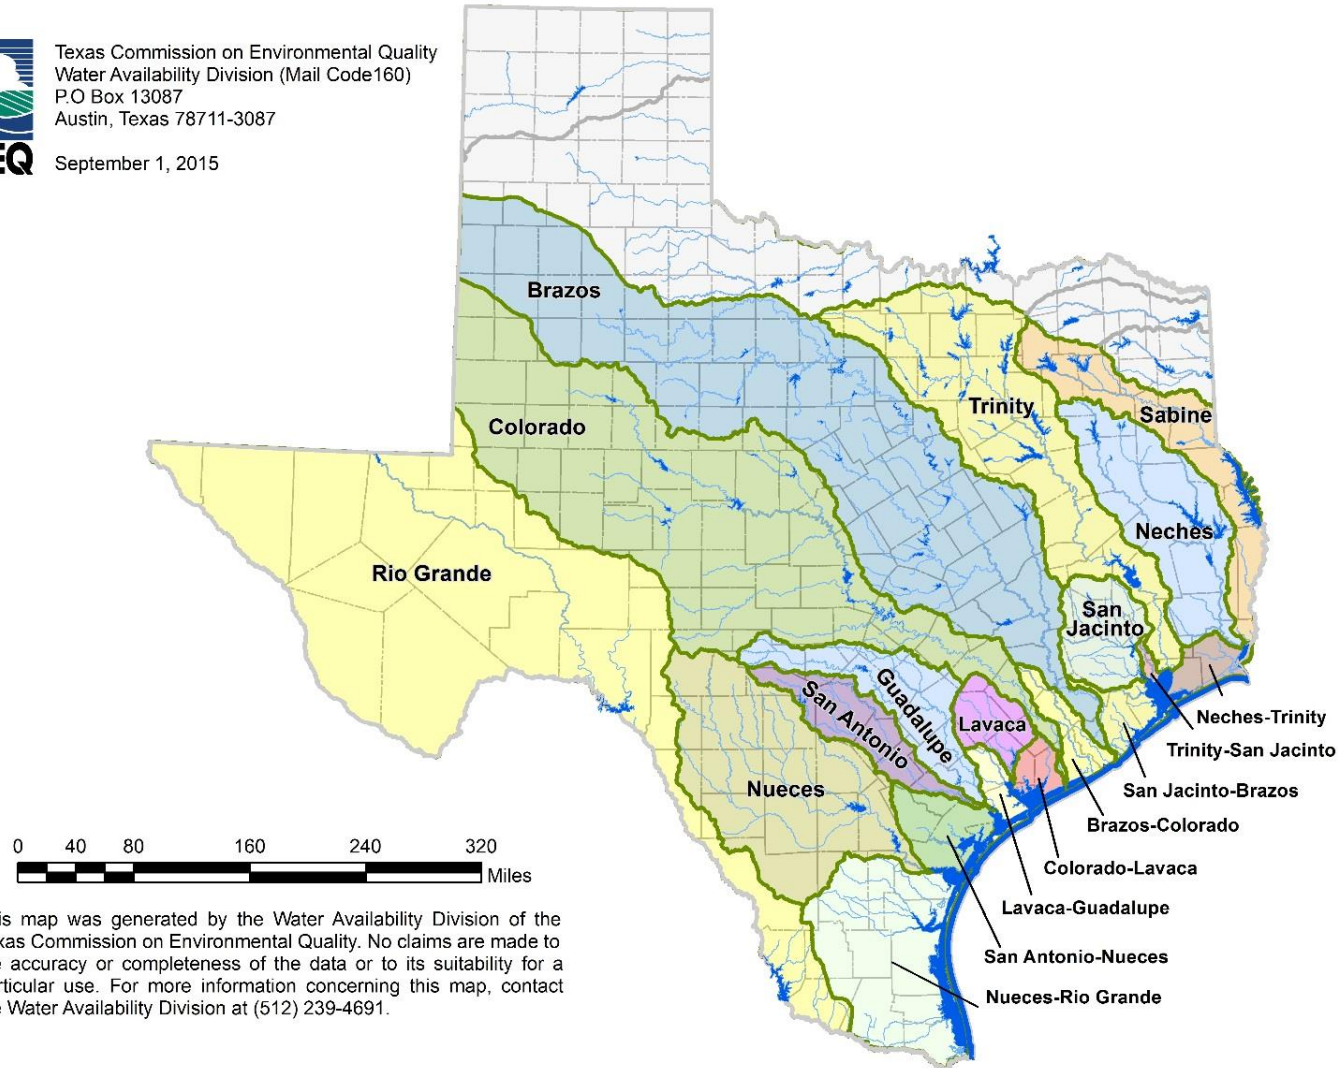 Texas Commission on Environmental Quality
Water Availability Division (Mail Code160)
P.O Box 13087
Austin, Texas 78711-3087
EQ
September 1, 2015
Brazos
Trinity
Sabine
Colorado
Neches
Rio Grande
San
Jacinto
Guadalupe
San Antonio
Lavaca
Neches-Trinity
Trinity-San Jacinto
Nueces
San Jacinto-Brazos
Brazos-Colorado
Colorado-Lavaca
Lavaca-Guadalupe
San Antonio-Nueces
Nueces-Rio Grande
0 40 80 160 240 320
Miles
is map was generated by the Water Availability Division of the
xas Commission on Environmental Quality. No claims are made to
e accuracy or completeness of the data or to its suitability for a
rticular use. For more information concerning this map, contact
e Water Availability Division at (512) 239-4691.